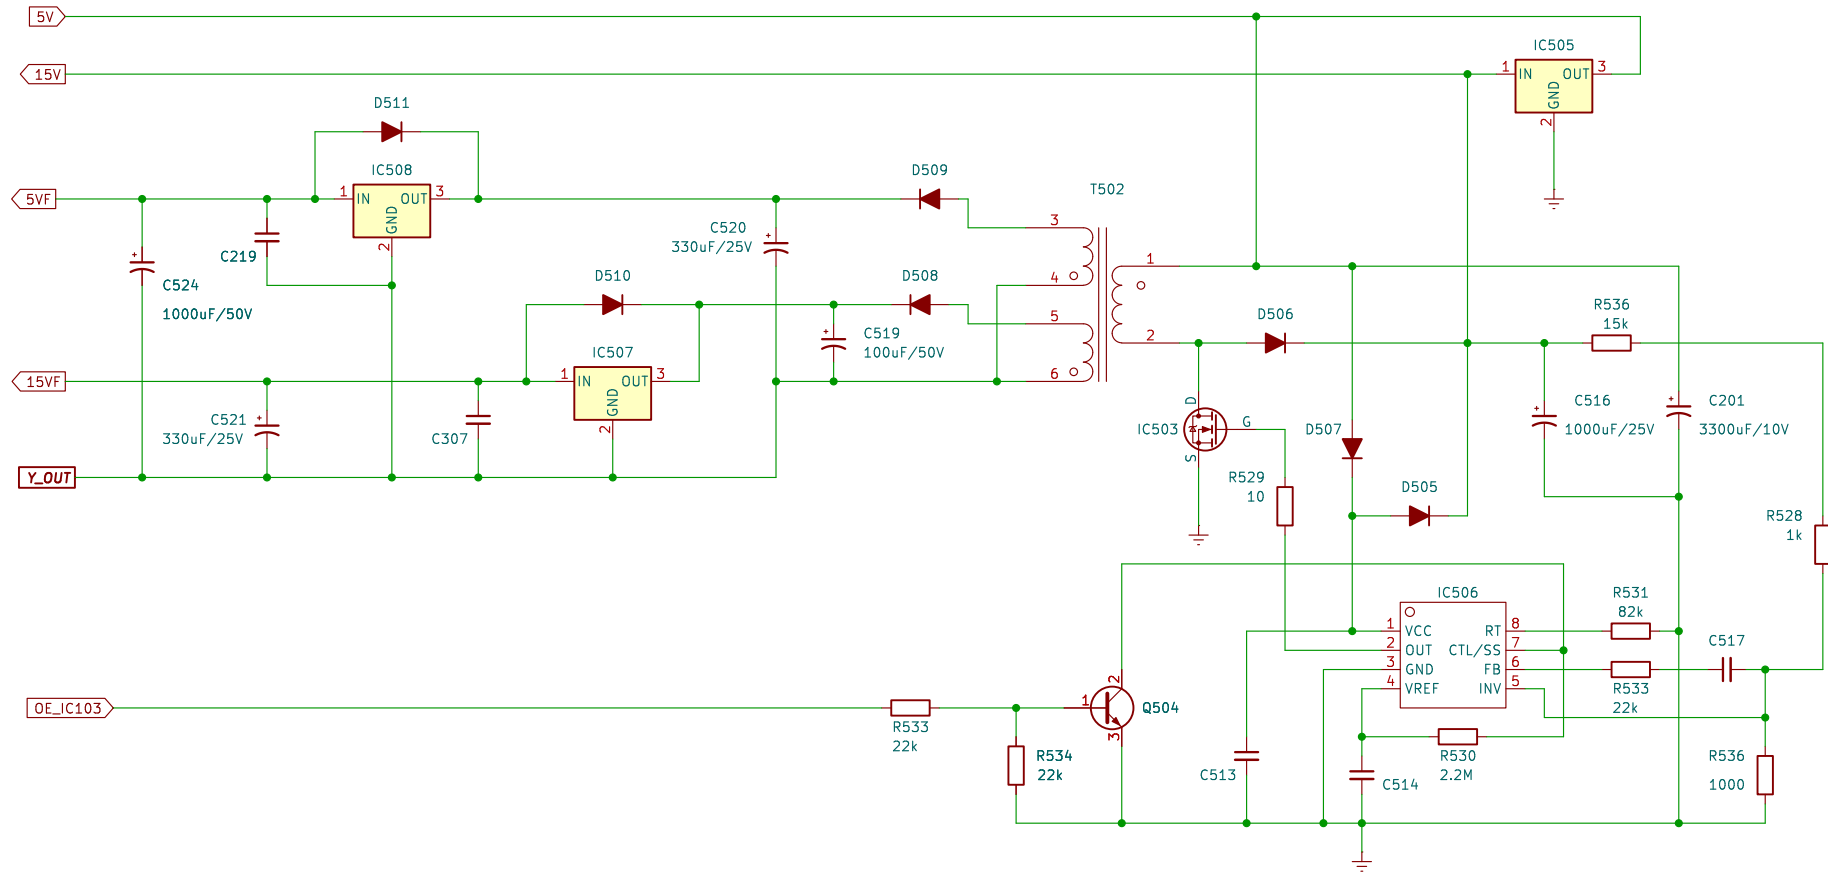 5V
IC505
15V
1 IN OUT 3
GND
2
D511
IC508
5VF
1 IN OUT 3
GND
2
D509
T502
C520
330uF/25V
3
4
C219
C524
1000uF/50V
D510
D508
5
6
1
2
D506
R536
15k
C519
100uF/50V
IC507
15VF
1 IN OUT 3
GND
2
C521
330uF/25V
C307
IC503
D
G
S
D507
C516
1000uF/25V
C201
3300uF/10V
Y_OUT
R529
10
D505
R528
1k
IC506
1 VCC RT 8
2 OUT CTL/SS 7
3 GND FB 6
4 VREF INV 5
R531
82k
C517
R533
22k
OE_IC103
R533
22k
1
2
3
Q504
R534
22k
C513
C514
R530
2.2M
R536
1000